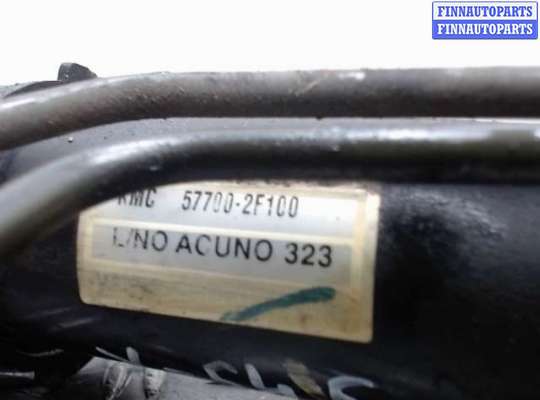 FINNAUTOPARTS
FINNAUTOPARTS
KMC 57700-2F100
L/NO ACUNO 323